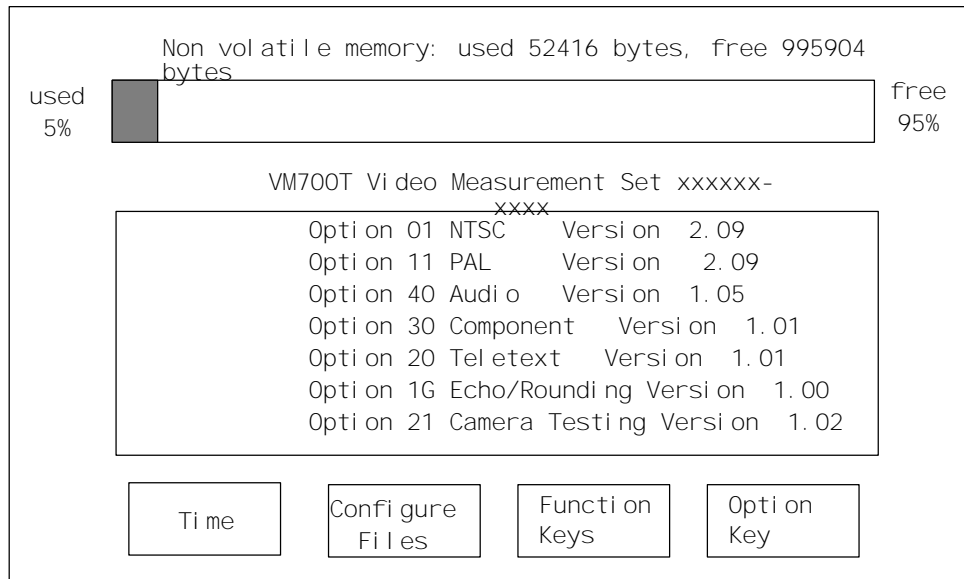 Non volatile memory: used 52416 bytes, free 995904
bytes
used
5%
free
95%
VM700T Video Measurement Set xxxxxx-
xxxx
Option 01 NTSC Version 2.09
Option 11 PAL Version 2.09
Option 40 Audio Version 1.05
Option 30 Component Version 1.01
Option 20 Teletext Version 1.01
Option 1G Echo/Rounding Version 1.00
Option 21 Camera Testing Version 1.02
Time
Configure
Files
Function
Keys
Option
Key